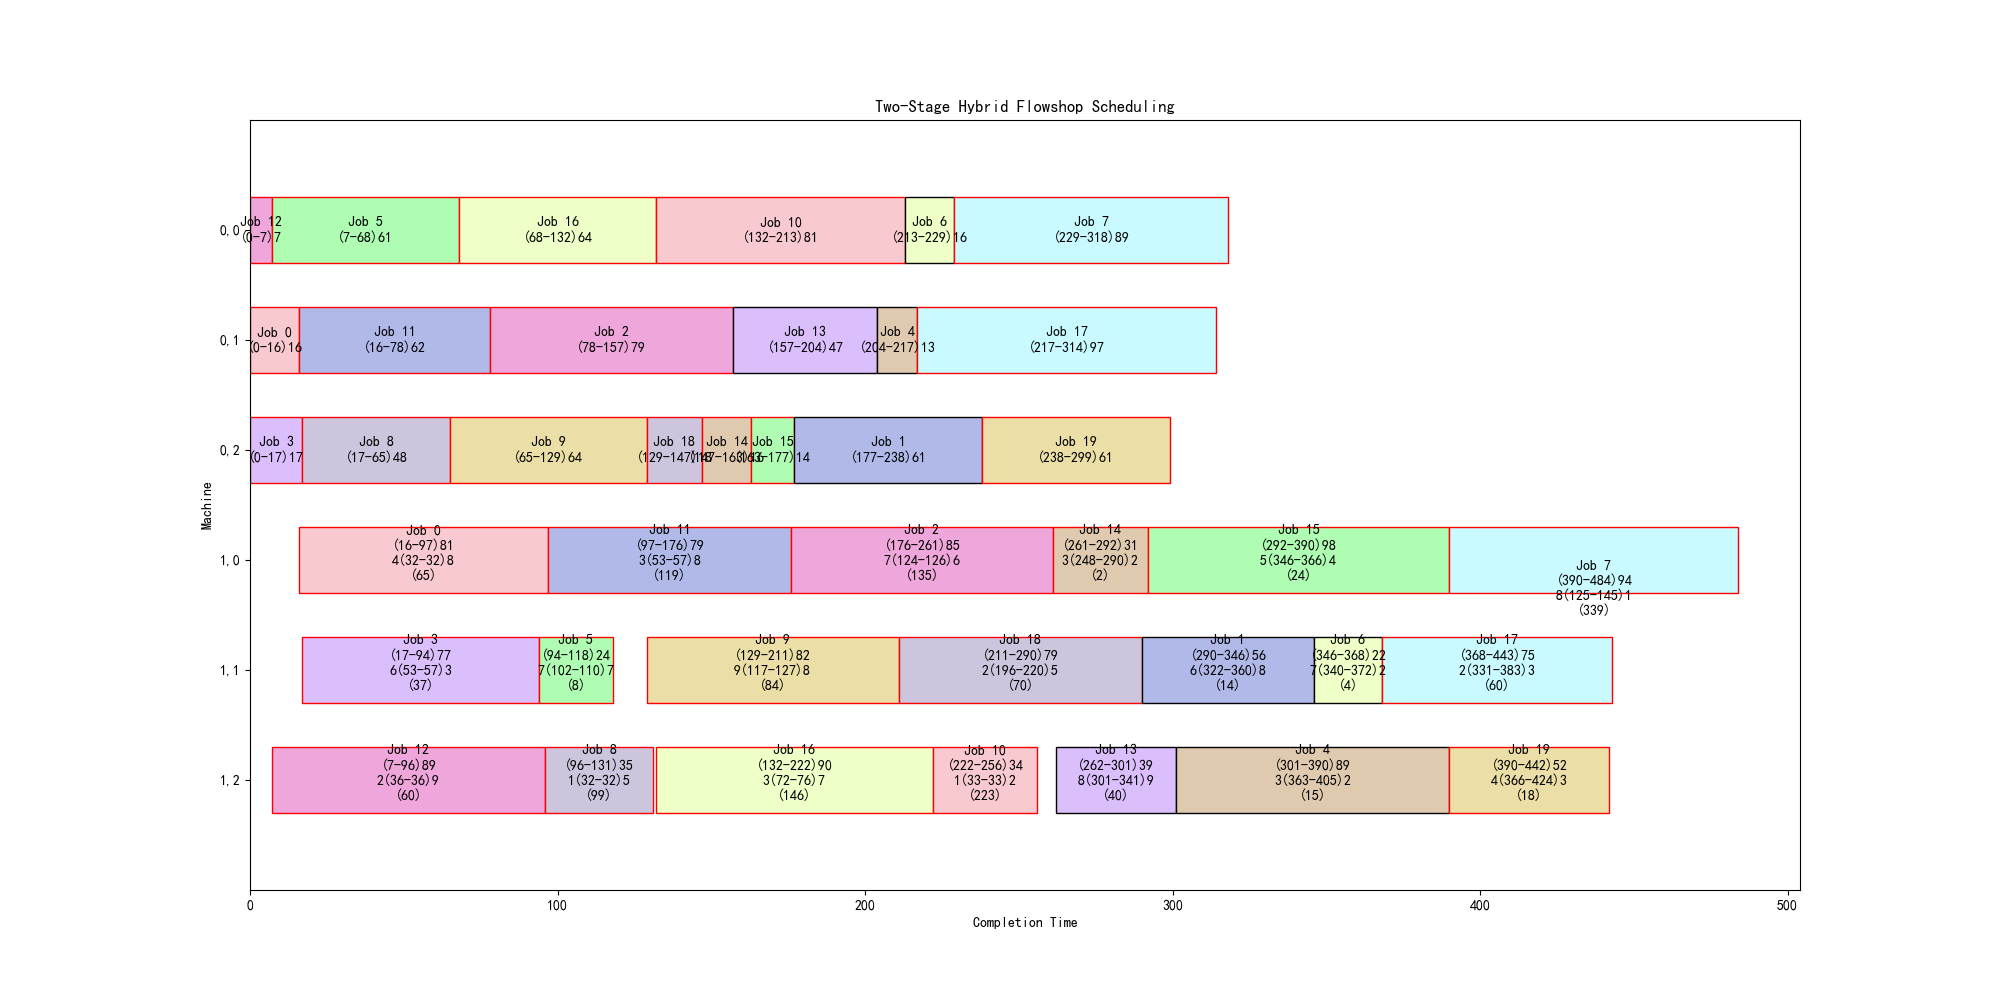 Two-Stage Hybrid Flowshop Scheduling
Machine
0,0
Job 12
(0-7)7
Job 5
(7-68)61
Job 16
(68-132)64
Job 10
(132-213)81
Job 6
(213-229)16
Job 7
(229-318)89
0,1
Job 0
(0-16)16
Job 11
(16-78)62
Job 2
(78-157)79
Job 13
(157-204)47
Job 4
(204-217)13
Job 17
(217-314)97
0,2
Job 3
(0-17)17
Job 8
(17-65)48
Job 9
(65-129)64
Job 18
(129-147)18
Job 14
(147-163)16
Job 15
(163-177)14
Job 1
(177-238)61
Job 19
(238-299)61
1,0
Job 0
(16-97)81
4(32-32)8
(65)
Job 11
(97-176)79
3(53-57)8
(119)
Job 2
(176-261)85
7(124-126)6
(135)
Job 14
(261-292)31
3(248-290)2
(2)
Job 15
(292-390)98
5(346-366)4
(24)
Job 7
(390-484)94
8(125-145)1
(339)
1,1
Job 3
(17-94)77
6(53-57)3
(37)
Job 5
(94-118)24
7(102-110)7
(8)
Job 9
(129-211)82
9(117-127)8
(84)
Job 18
(211-290)79
2(196-220)5
(70)
Job 1
(290-346)56
6(322-360)8
(14)
Job 6
(346-368)22
7(340-372)2
(4)
Job 17
(368-443)75
2(331-383)3
(60)
1,2
Job 12
(7-96)89
2(36-36)9
(60)
Job 8
(96-131)35
1(32-32)5
(99)
Job 16
(132-222)90
3(72-76)7
(146)
Job 10
(222-256)34
1(33-33)2
(223)
Job 13
(262-301)39
8(301-341)9
(40)
Job 4
(301-390)89
3(363-405)2
(15)
Job 19
(390-442)52
4(366-424)3
(18)
0
100
200
300
400
500
Completion Time